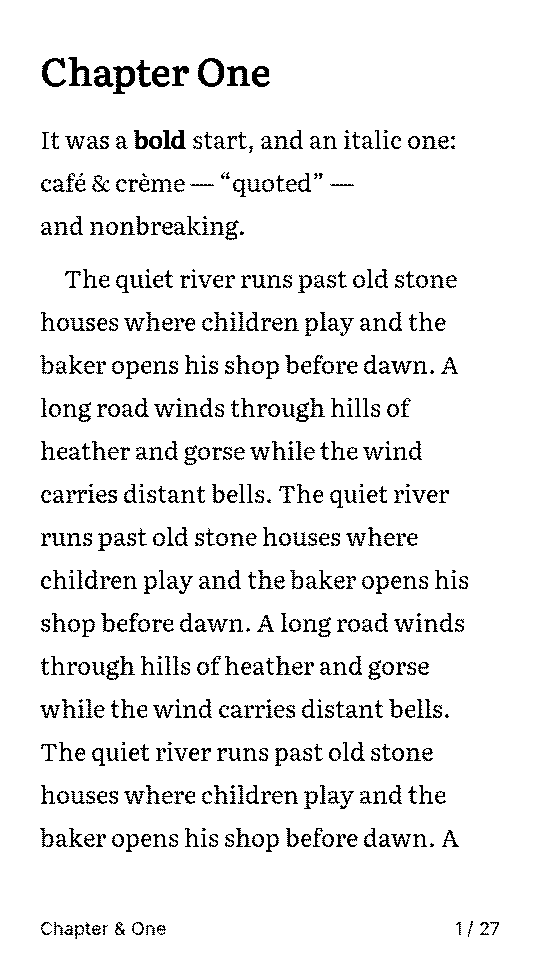 Chapter One
It was a bold start, and an italic one:
café & crème — “quoted” —
and nonbreaking.
The quiet river runs past old stone
houses where children play and the
baker opens his shop before dawn. A
long road winds through hills of
heather and gorse while the wind
carries distant bells. The quiet river
runs past old stone houses where
children play and the baker opens his
shop before dawn. A long road winds
through hills of heather and gorse
while the wind carries distant bells.
The quiet river runs past old stone
houses where children play and the
baker opens his shop before dawn. A
Chapter & One 1 / 27